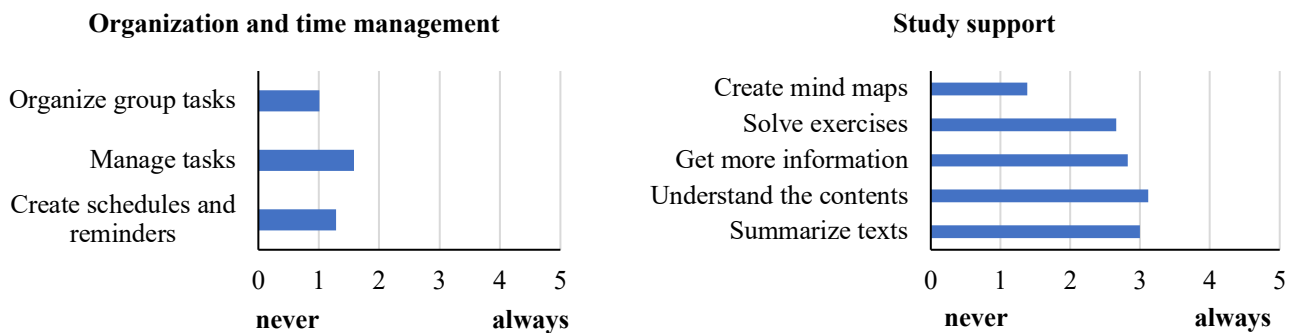 Organization and time management
Organize group tasks
Manage tasks
Create schedules and
reminders
0 1 2 3 4 5
never always
Study support
Create mind maps
Solve exercises
Get more information
Understand the contents
Summarize texts
0 1 2 3 4 5
never always